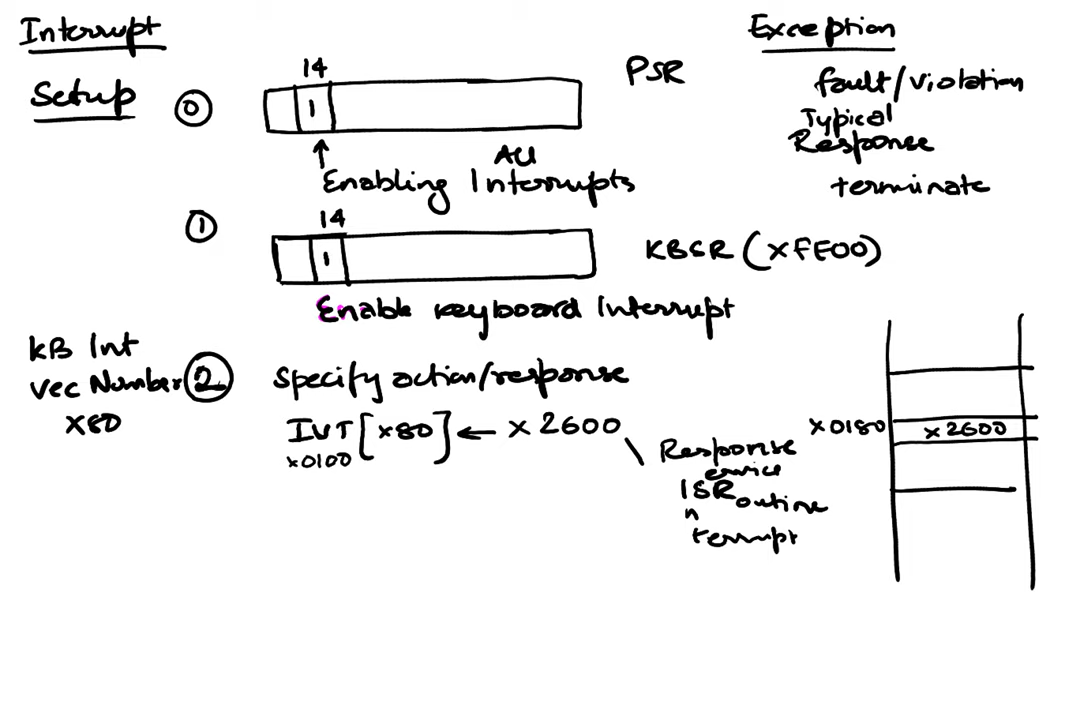 Interrupt
Exception
Setup
0
14
1
PSR
fault/violation
Typical
Response
terminate
All
Enabling Interrupts
1
14
1
KBSR (xFE00)
Enable keyboard Interrupt
KB Int
Vec Number
x80
2
Specify action/response
IVT [x80] ← x2600
x0100
Response
ervice
ISRoutine
n
terrupt
x0180
x2600